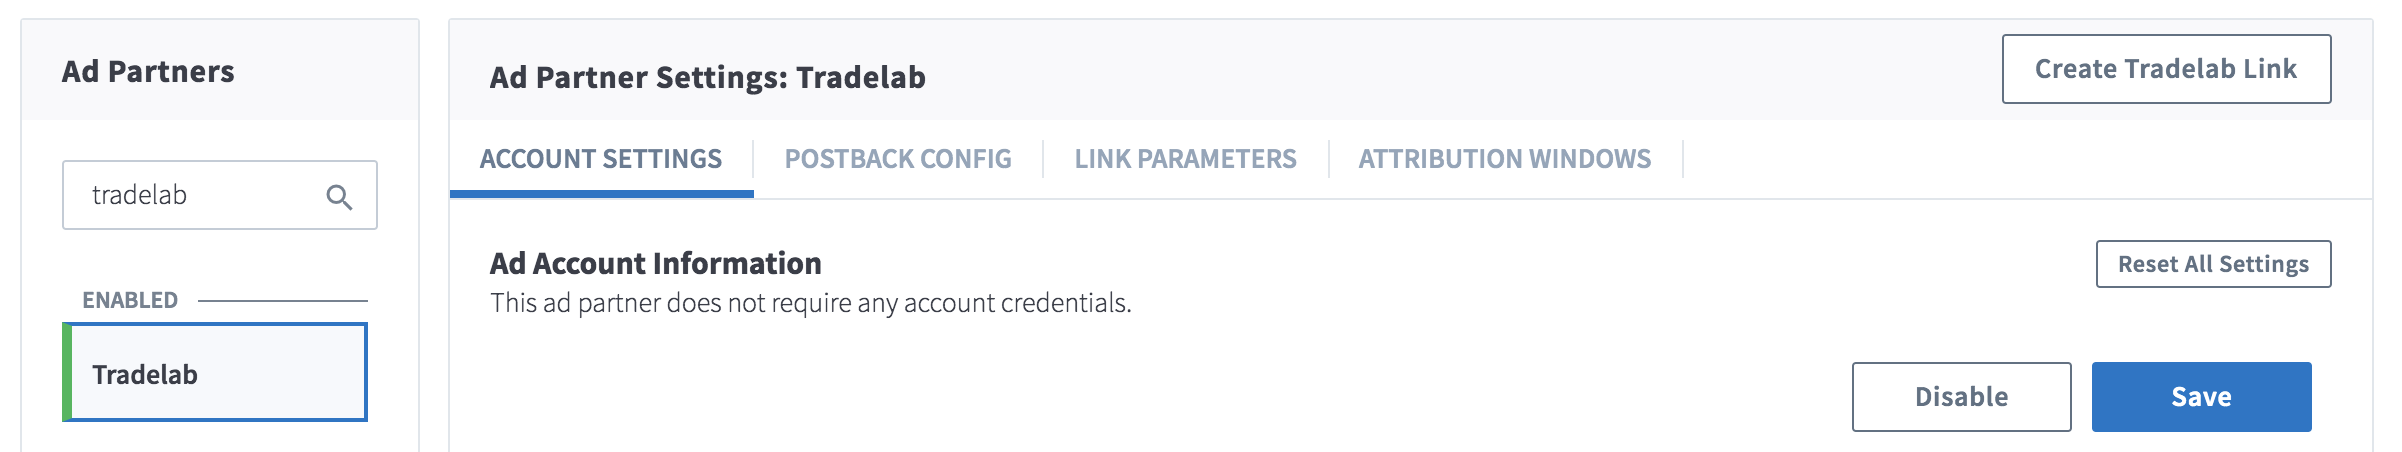 Ad Partners
tradelab
ENABLED
Tradelab
Ad Partner Settings: Tradelab
Create Tradelab Link
ACCOUNT SETTINGS
POSTBACK CONFIG
LINK PARAMETERS
ATTRIBUTION WINDOWS
Ad Account Information
Reset All Settings
This ad partner does not require any account credentials.
Disable
Save